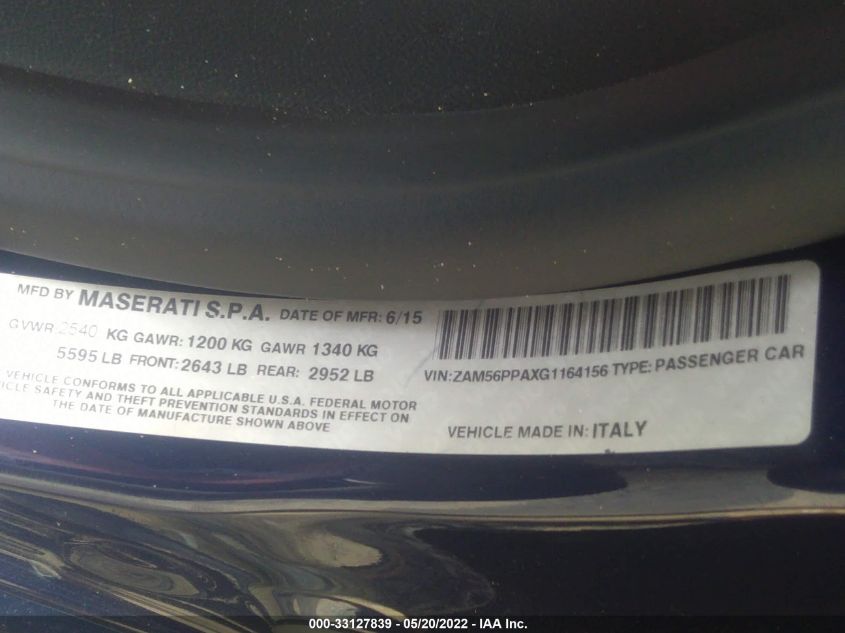 MFD BY MASERATI S.P.A. DATE OF MFR: 6/15
GVWR:2540 KG GAWR: 1200 KG GAWR 1340 KG
5595 LB FRONT: 2643 LB REAR: 2952 LB
VEHICLE CONFORMS TO ALL APPLICABLE U.S.A. FEDERAL MOTOR
ICLE SAFETY AND THEFT PREVENTION STANDARDS IN EFFECT ON
THE DATE OF MANUFACTURE SHOWN ABOVE
VIN:ZAM56PPAXG1164156 TYPE: PASSENGER CAR
VEHICLE MADE IN: ITALY
000-33127839 - 05/20/2022 - IAA Inc.